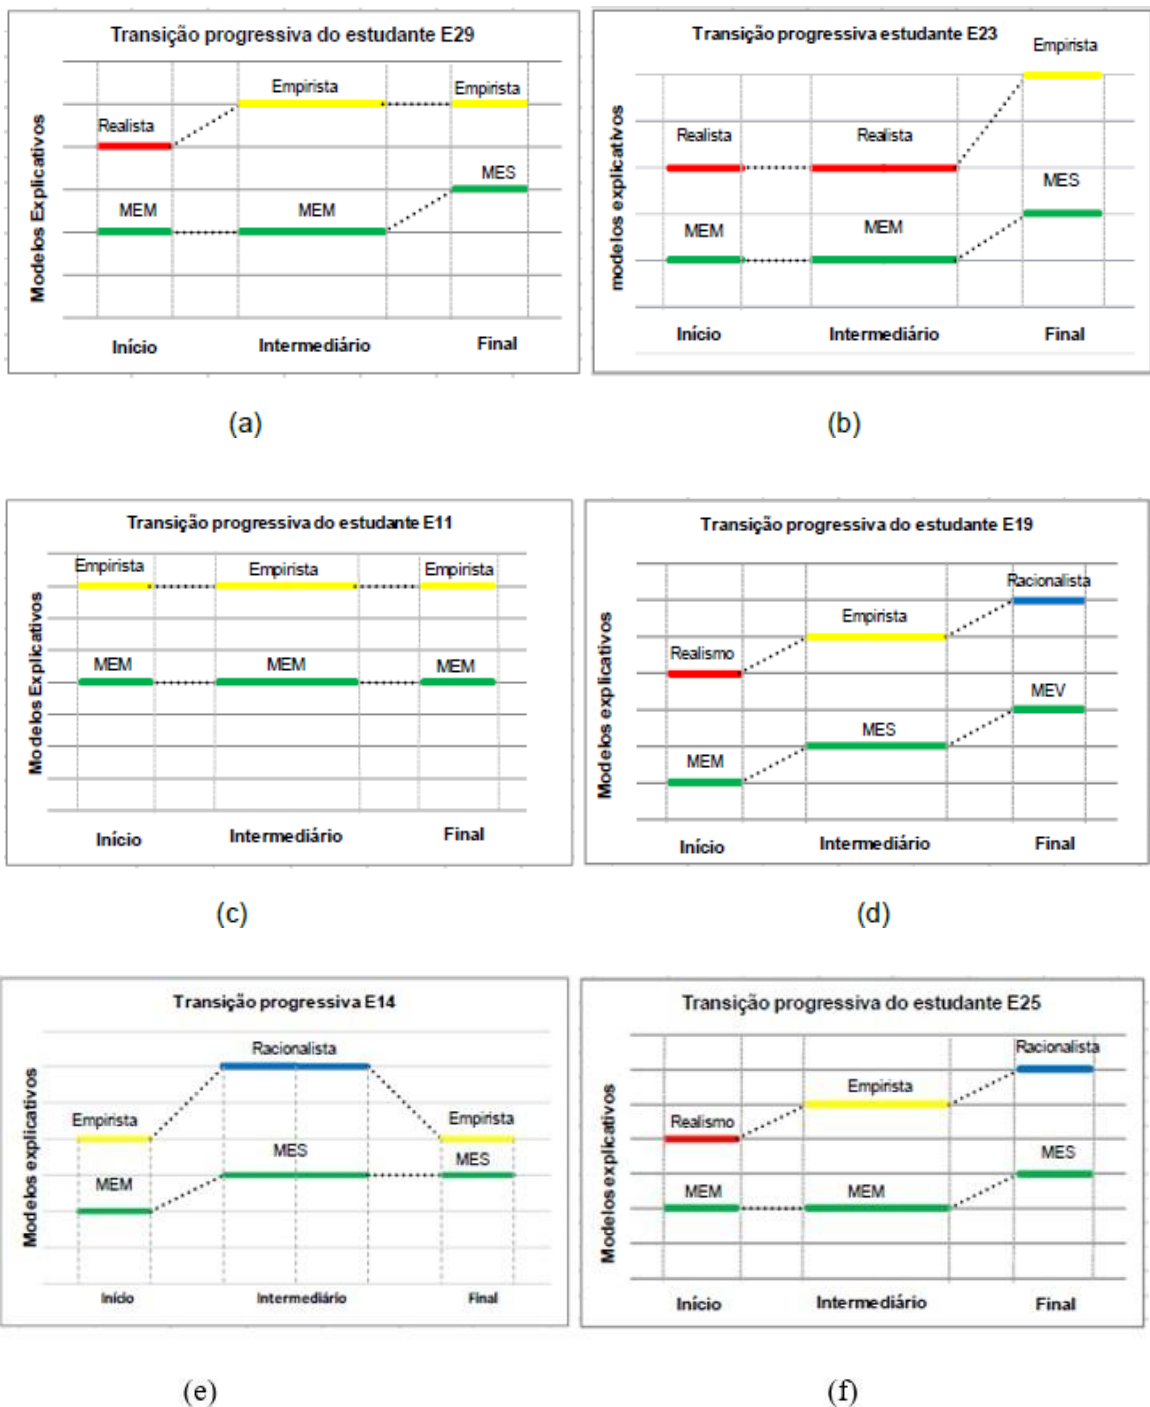 Transição progressiva do estudante E29
Modelos Explicativos
Realista
Empirista
Empirista
MEM
MEM
MES
Início
Intermediário
Final
(a)
Transição progressiva estudante E23
modelos explicativos
Realista
Realista
Empirista
MEM
MEM
MES
Início
Intermediário
Final
(b)
Transição progressiva do estudante E11
Modelos Explicativos
Empirista
Empirista
Empirista
MEM
MEM
MEM
Início
Intermediário
Final
(c)
Transição progressiva do estudante E19
Modelos explicativos
Realismo
Empirista
Racionalista
MEM
MES
MEV
Início
Intermediário
Final
(d)
Transição progressiva E14
Modelos explicativos
Empirista
Racionalista
Empirista
MEM
MES
MES
Início
Intermediário
Final
(e)
Transição progressiva do estudante E25
Modelos explicativos
Realismo
Empirista
Racionalista
MEM
MEM
MES
Início
Intermediário
Final
(f)